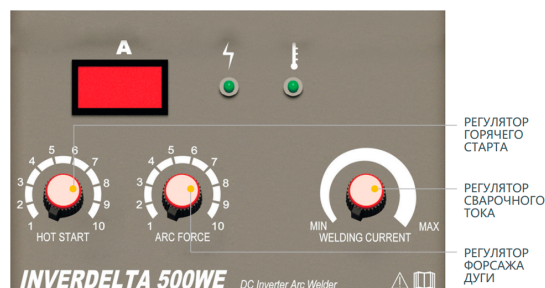 A
РЕГУЛЯТОР
ГОРЯЧЕГО
СТАРТА
1 2 3 4 5 6 7 8 9 10
HOT START
1 2 3 4 5 6 7 8 9 10
ARC FORCE
MIN MAX
WELDING CURRENT
РЕГУЛЯТОР
СВАРОЧНОГО
ТОКА
РЕГУЛЯТОР
ФОРСАЖА
ДУГИ
INVERDELTA 500WE DC Inverter Arc Welder